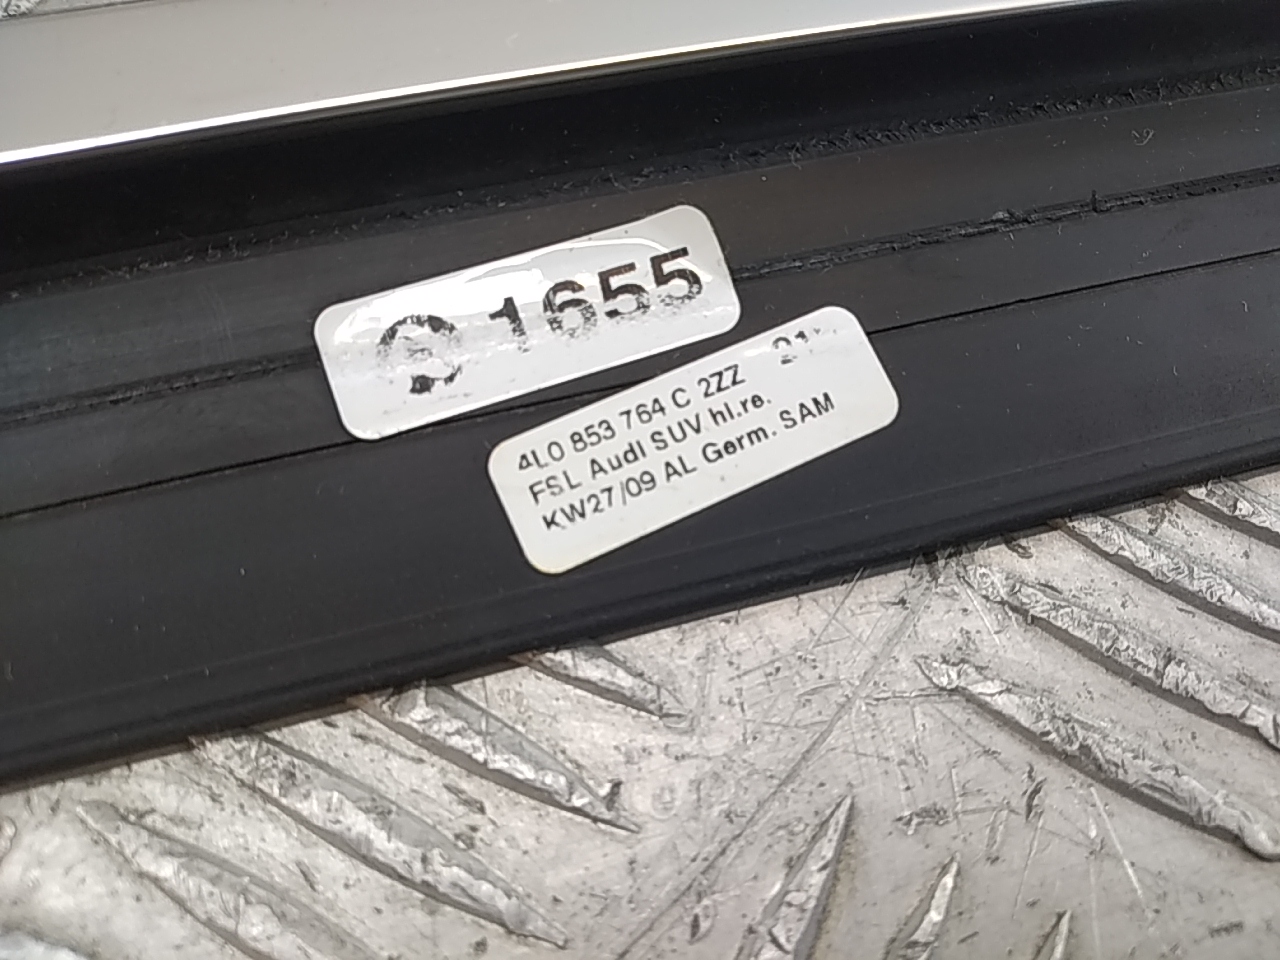 1655
4L0 853 764 C 2ZZ
FSL Audi SUV hl.re.
KW27/09 AL Germ. SAM